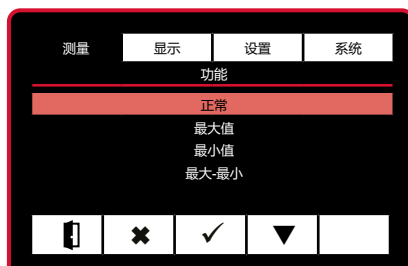 测量 显示 设置 系统
功能
正常
最大值
最小值
最大-最小